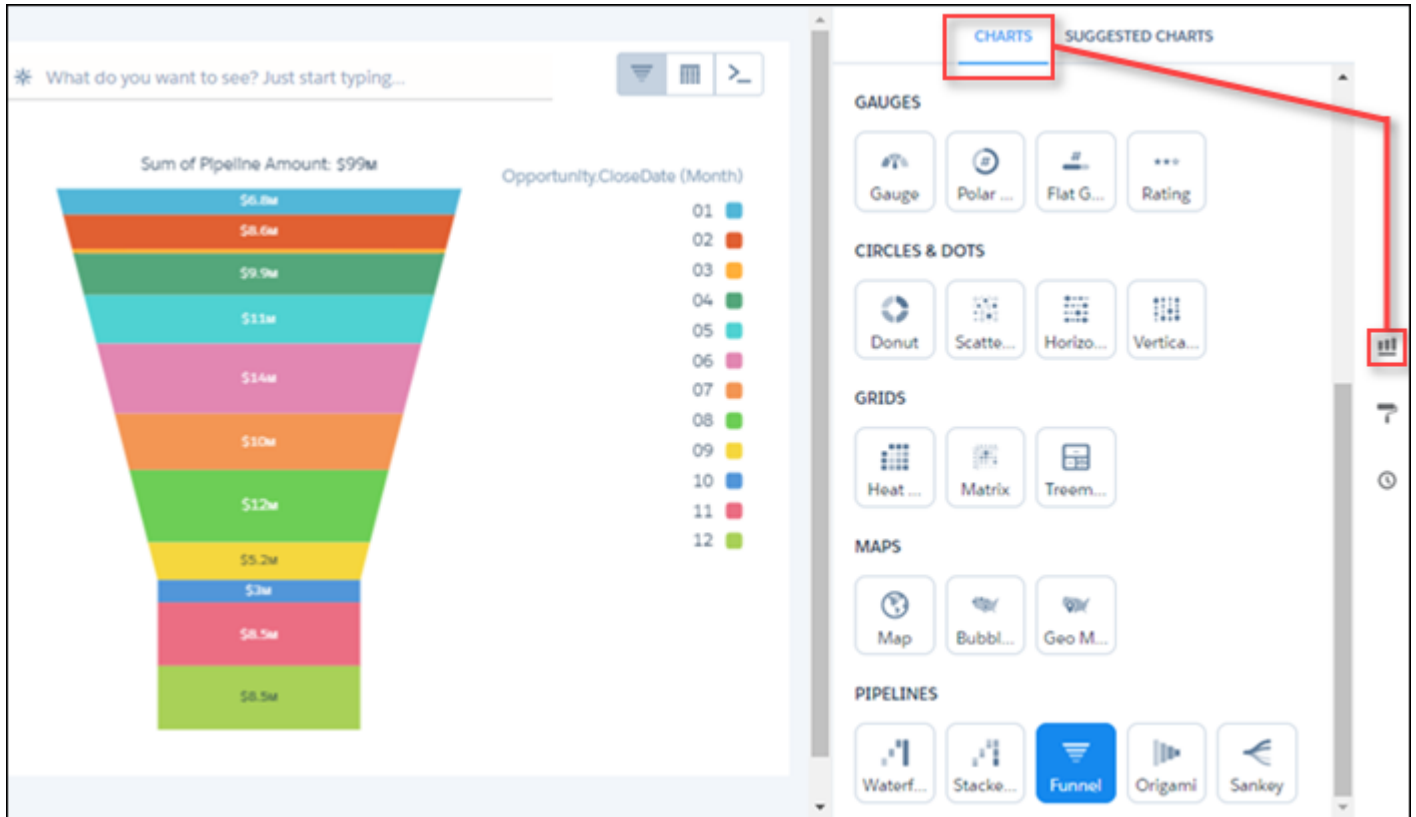 CHARTS SUGGESTED CHARTS
What do you want to see? Just start typing...
Sum of Pipeline Amount: $99M
$6.8M
$8.6M
$9.9M
$11M
$14M
$10M
$12M
$5.2M
$3M
$8.5M
$8.5M
Opportunity.CloseDate (Month)
01
02
03
04
05
06
07
08
09
10
11
12
GAUGES
Gauge Polar ... Flat G... Rating
CIRCLES & DOTS
Donut Scatte... Horizo... Vertica...
GRIDS
Heat ... Matrix Treem...
MAPS
Map Bubbl... Geo M...
PIPELINES
Waterf... Stacke... Funnel Origami Sankey